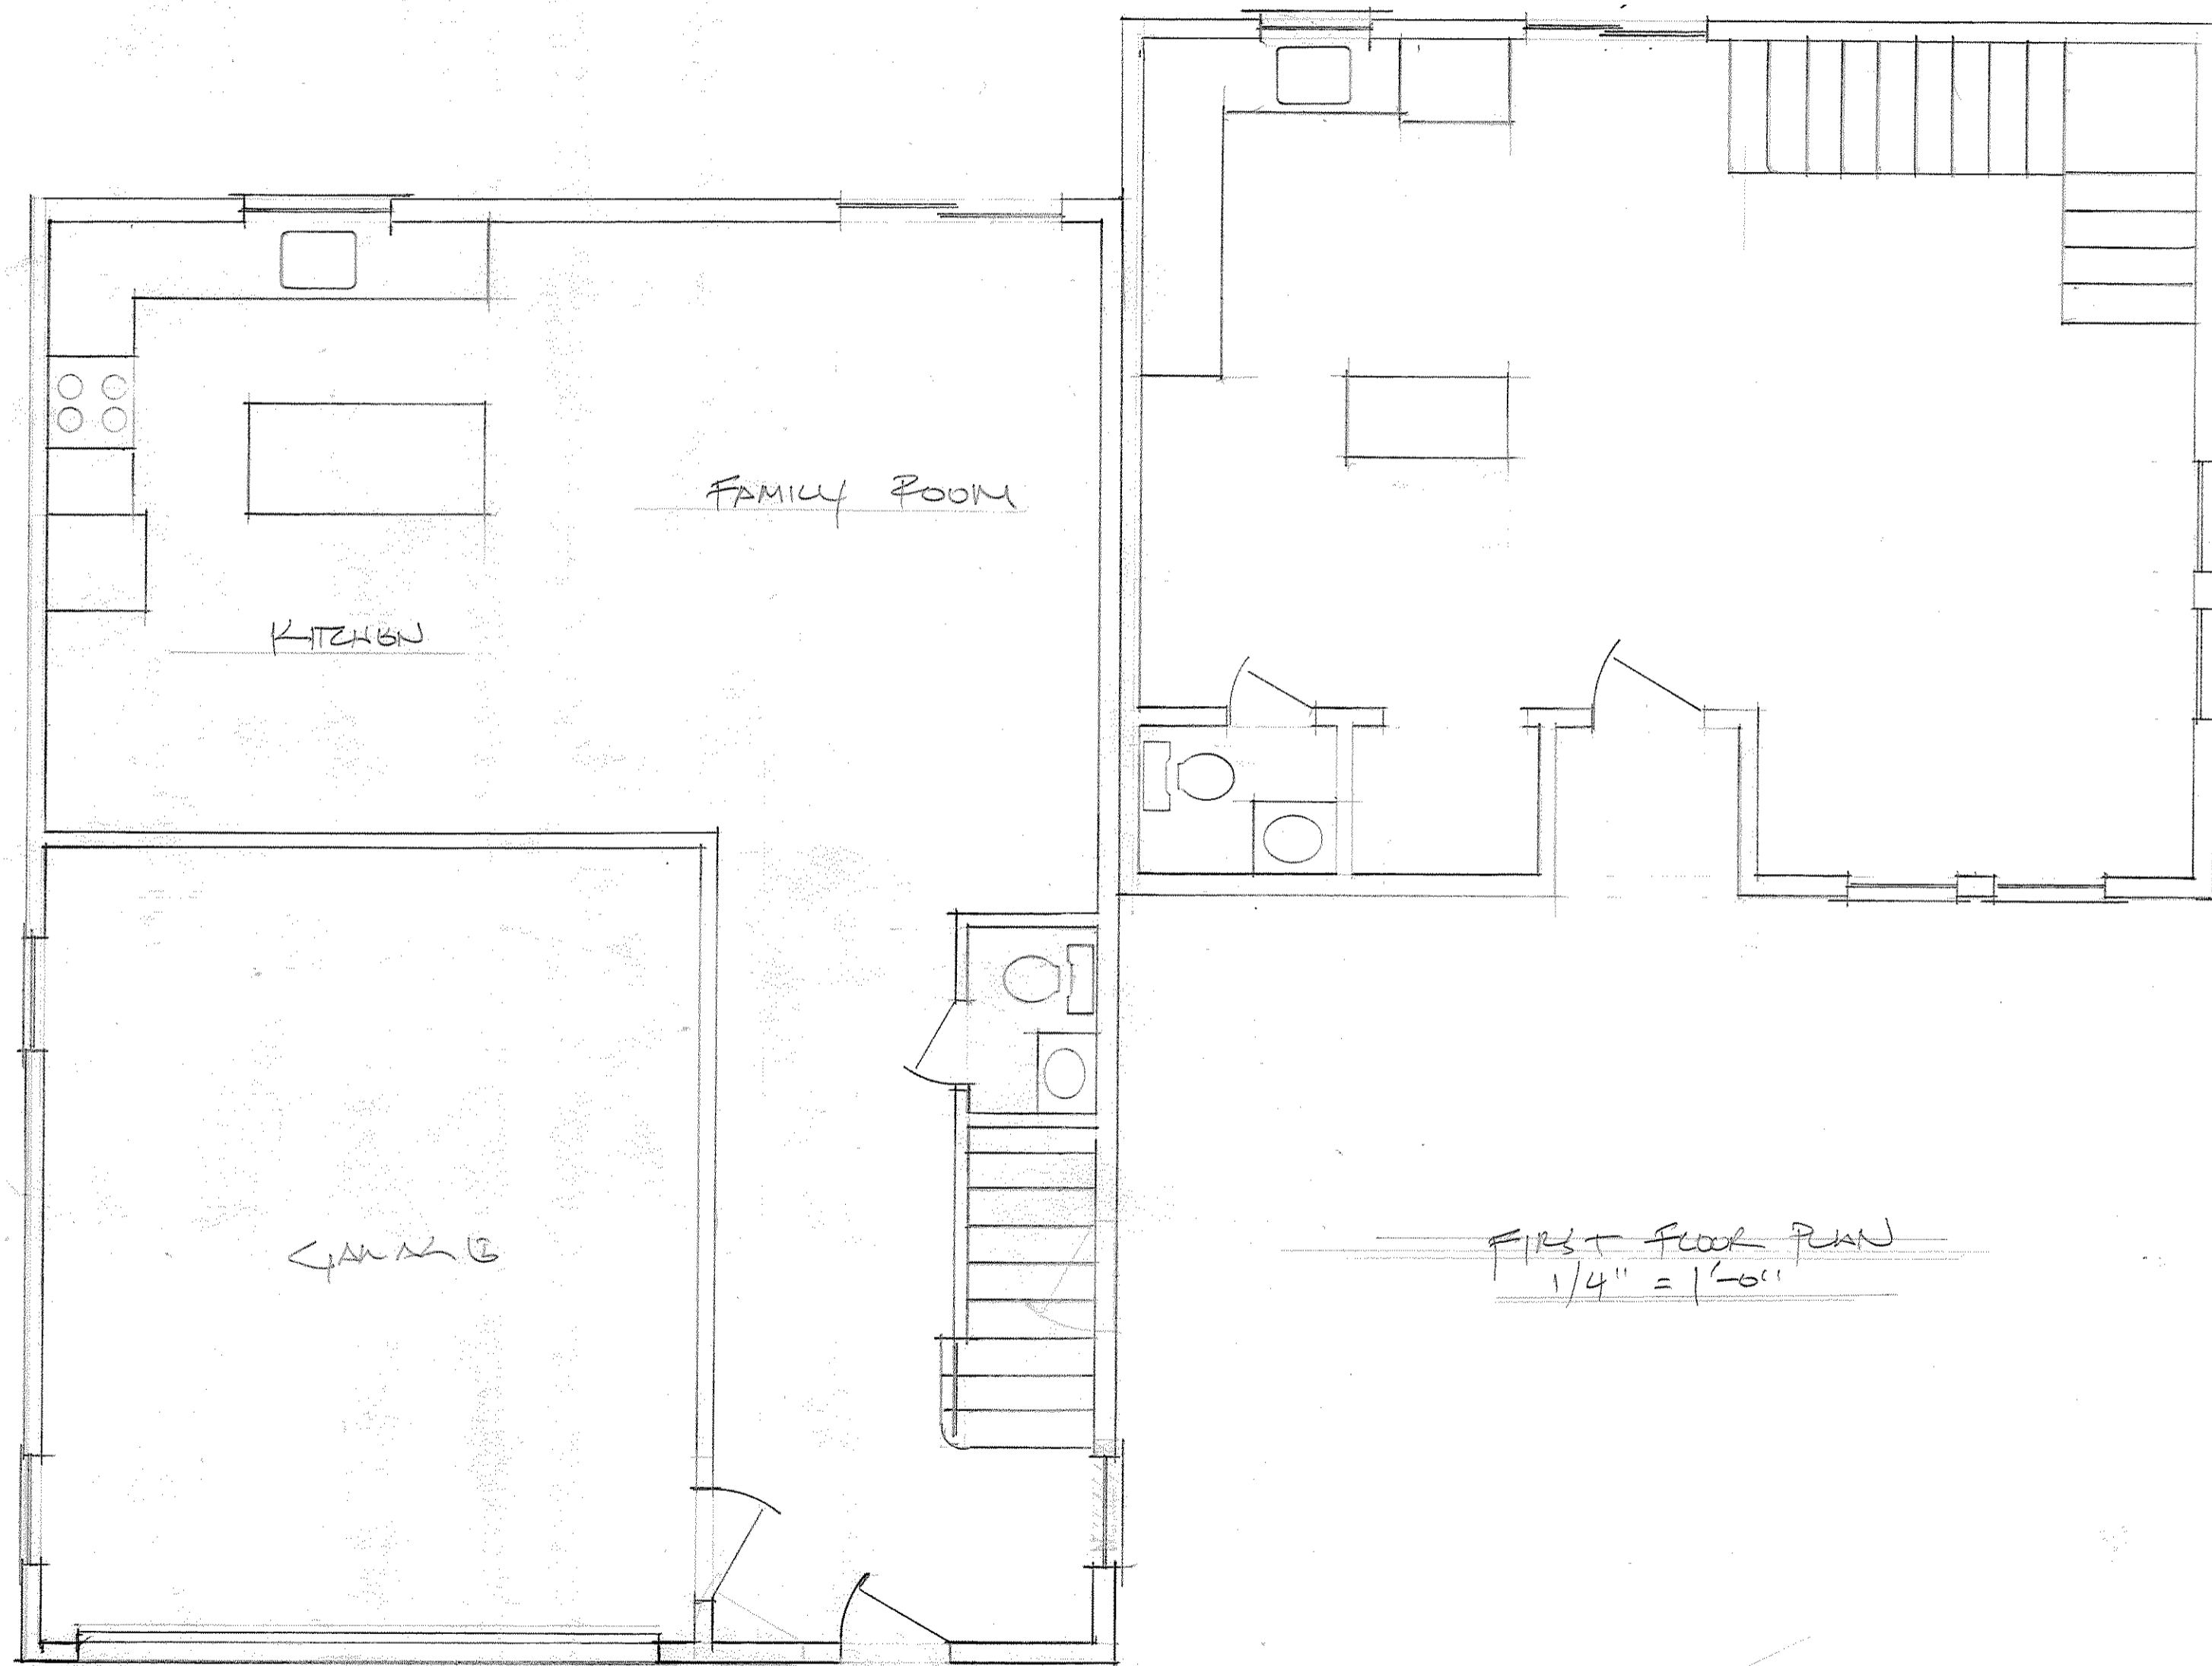 FAMILY ROOM
KITCHEN
GARAGE
FIRST FLOOR PLAN
1/4" = 1'-0"